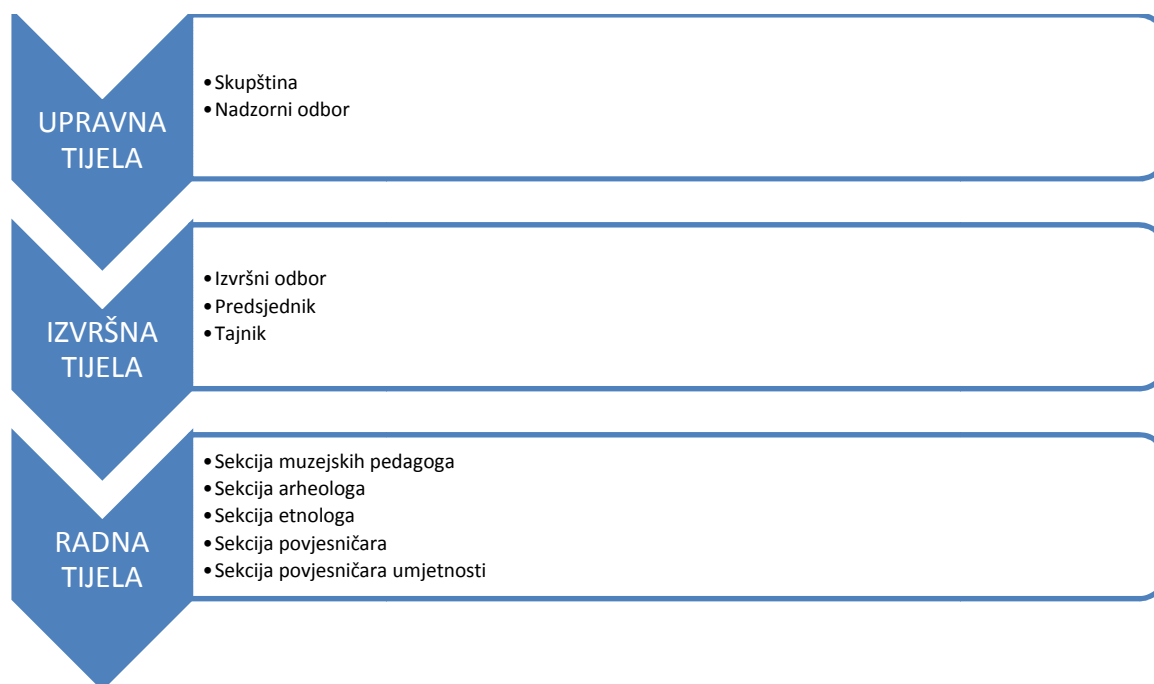 UPRAVNA
TIJELA
•Skupština
•Nadzorni odbor
IZVRŠNA
TIJELA
•Izvršni odbor
•Predsjednik
•Tajnik
RADNA
TIJELA
•Sekcija muzejskih pedagoga
•Sekcija arheologa
•Sekcija etnologa
•Sekcija povjesničara
•Sekcija povjesničara umjetnosti